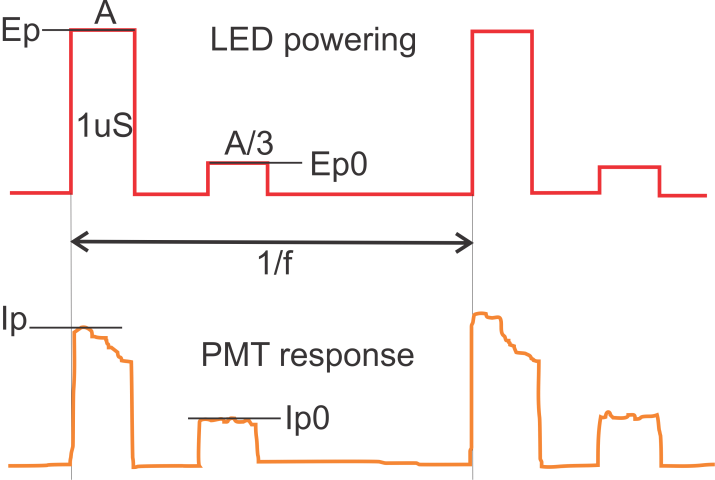 A
Ep
LED powering
1uS
A/3
Ep0
1/f
Ip
PMT response
Ip0